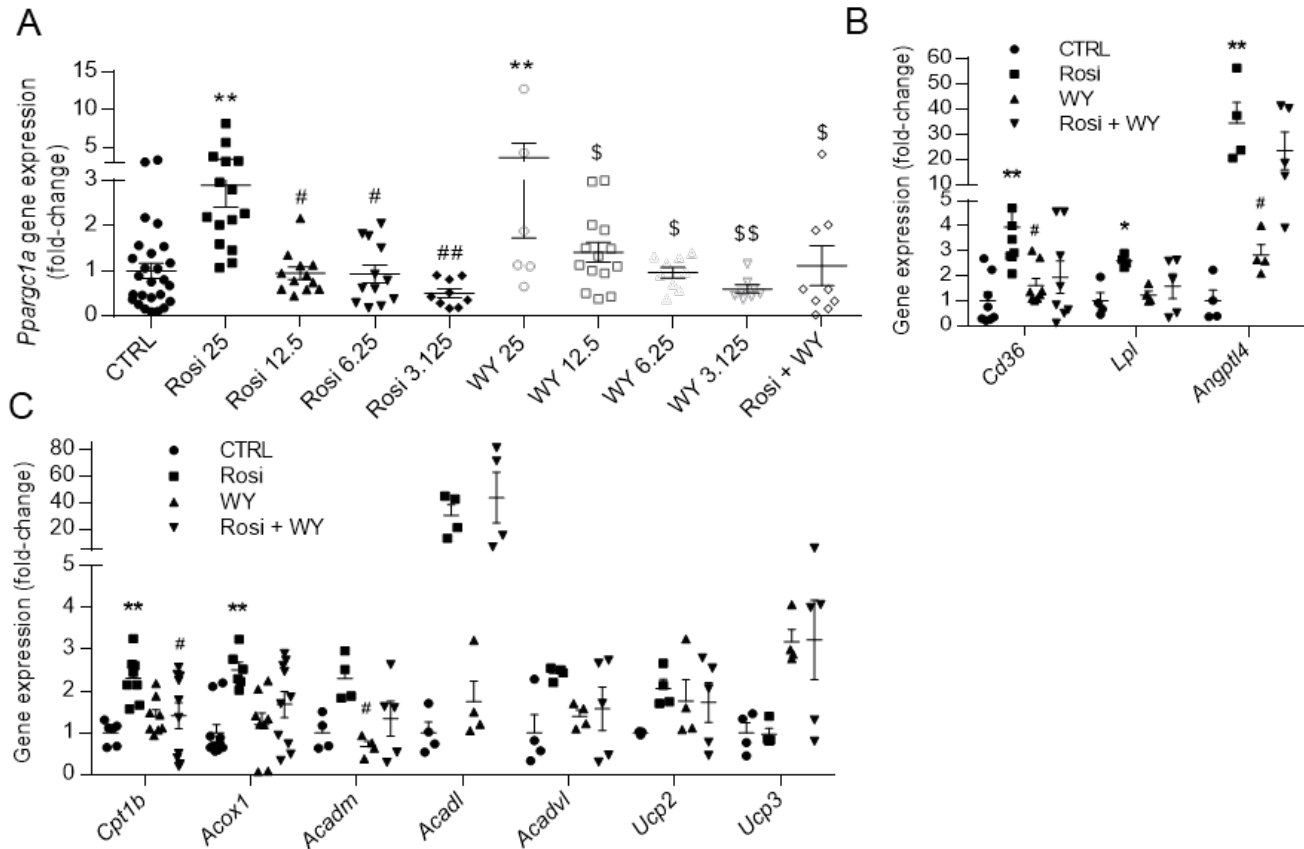 A
Ppargc1a gene expression
(fold-change)
15
10
5
3
2
1
0
**
#
#
##
**
$
$
$$
$
CTRL
Rosi 25
Rosi 12.5
Rosi 6.25
Rosi 3.125
WY 25
WY 12.5
WY 6.25
WY 3.125
Rosi + WY
B
Gene expression (fold-change)
60
50
40
30
20
10
5
4
3
2
1
0
CTRL
Rosi
WY
Rosi + WY
**
#
*
**
#
Cd36
Lpl
Angptl4
C
Gene expression (fold-change)
80
60
40
20
5
4
3
2
1
0
CTRL
Rosi
WY
Rosi + WY
**
#
**
#
Cpt1b
Acox1
Acadm
Acadl
Acadvl
Ucp2
Ucp3